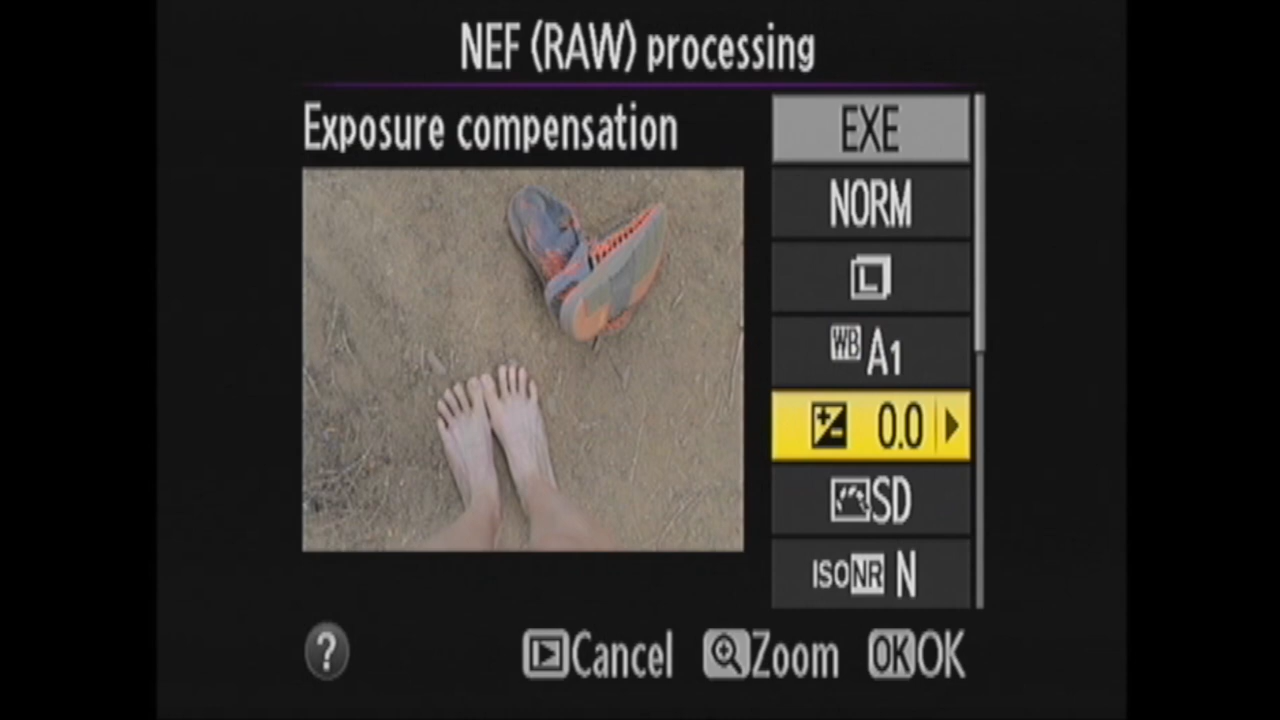 NEF (RAW) processing
Exposure compensation
EXE
NORM
L
WB A1
0.0
SD
ISO NR N
? Cancel Zoom OK OK